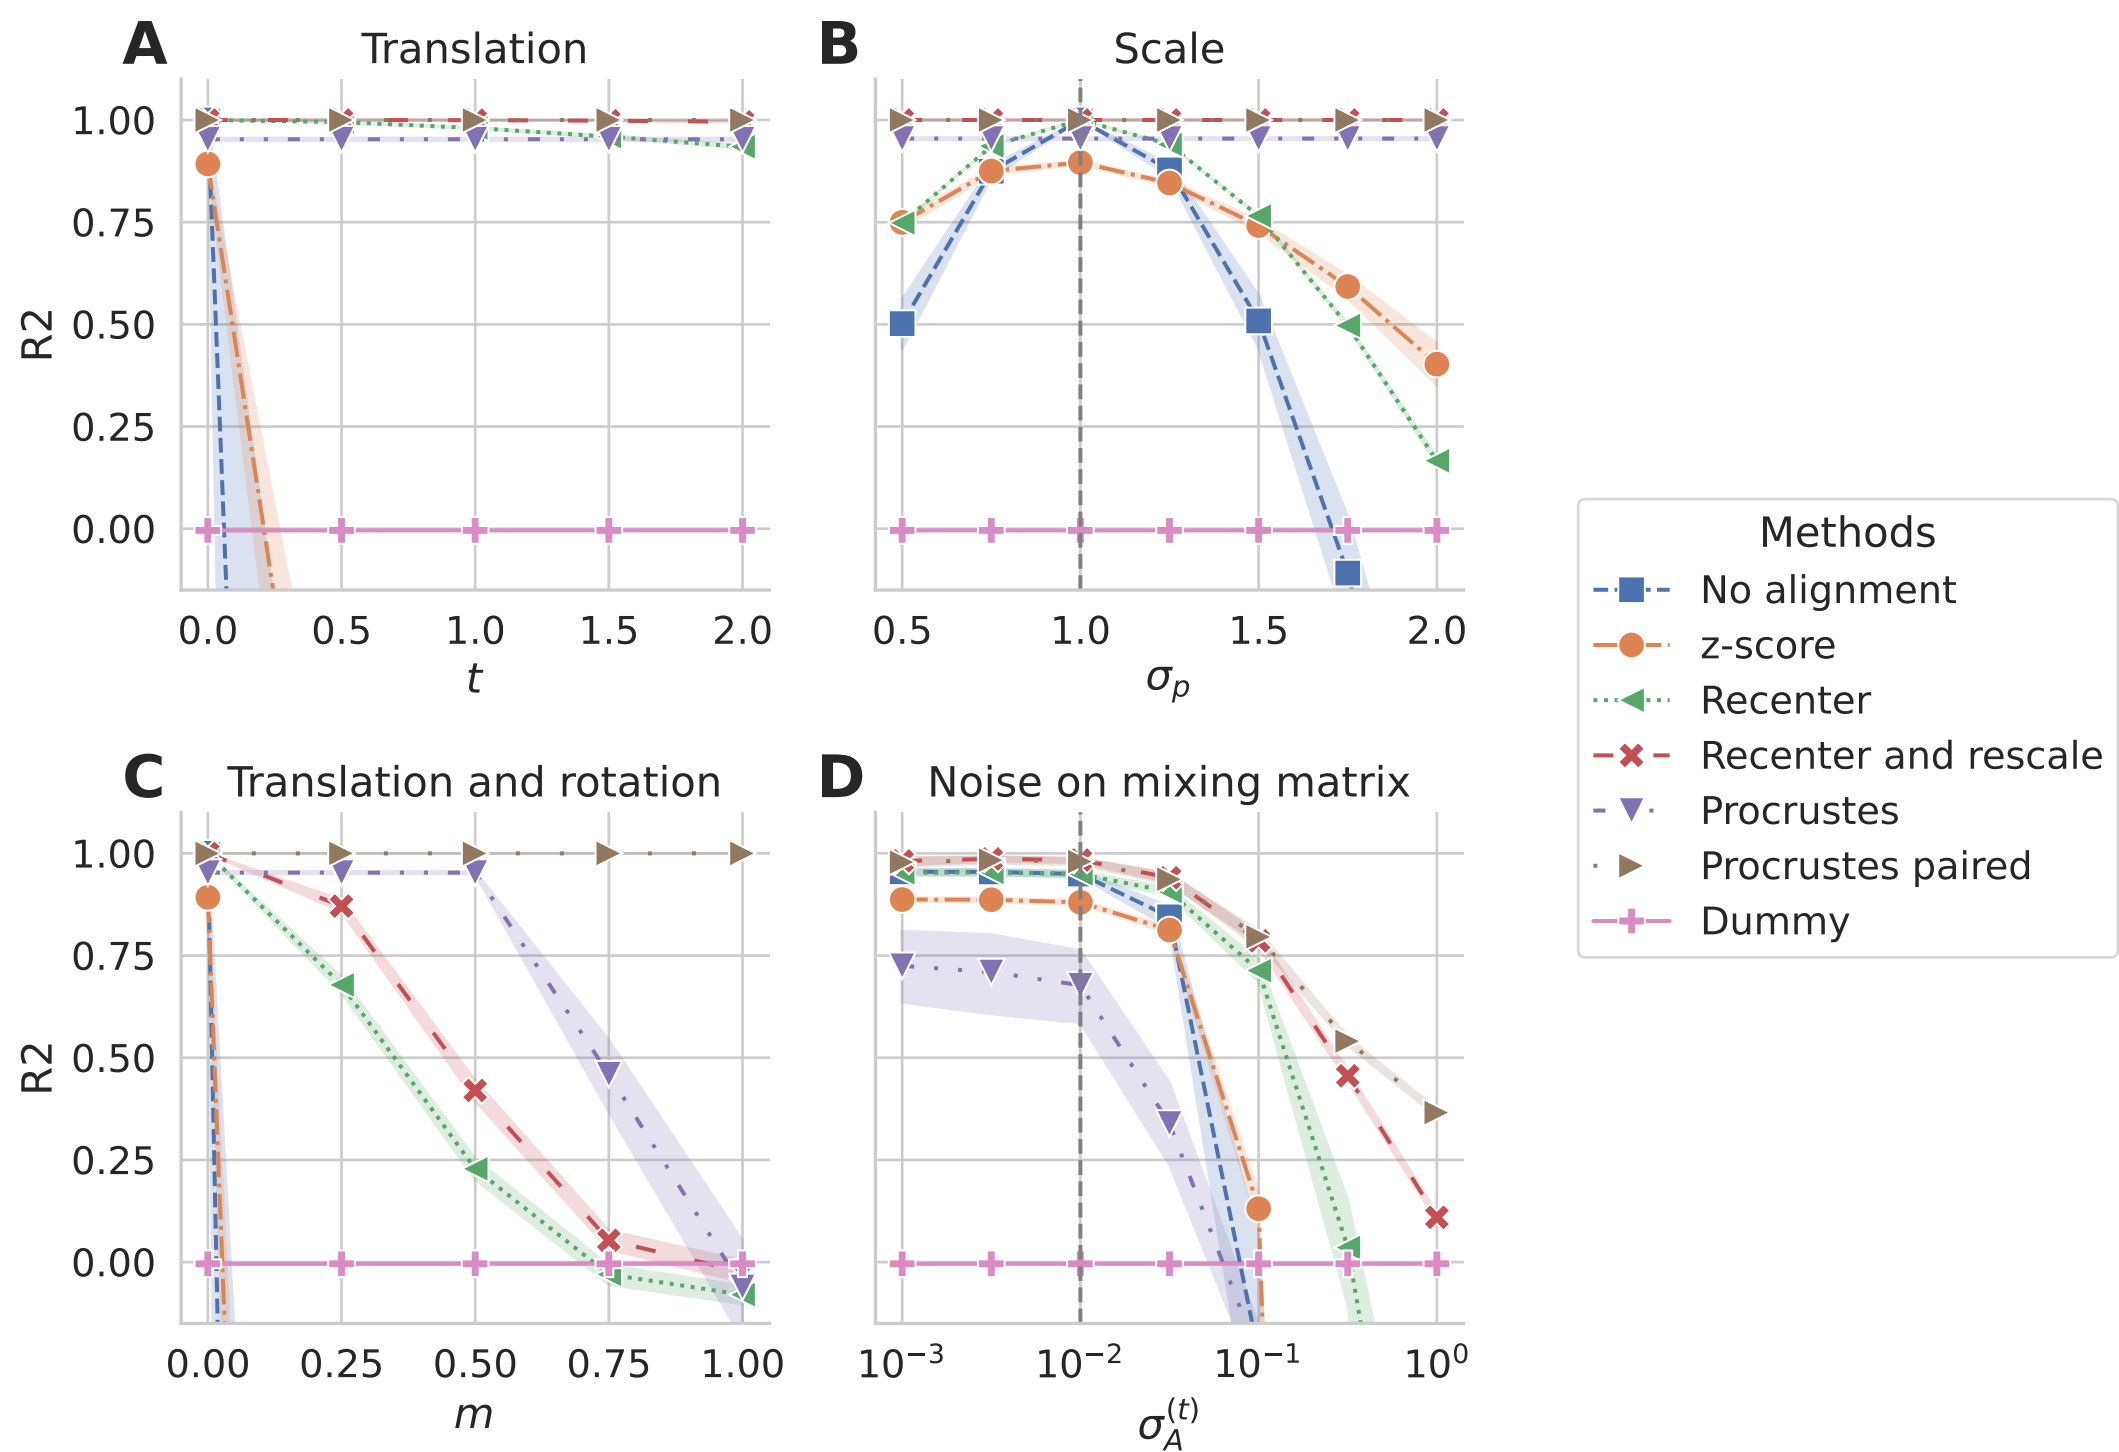 A Translation
1.00
0.75
0.50
0.25
0.00
R2
0.0 0.5 1.0 1.5 2.0
t
B Scale
0.5 1.0 1.5 2.0
σp
C Translation and rotation
1.00
0.75
0.50
0.25
0.00
R2
0.00 0.25 0.50 0.75 1.00
m
D Noise on mixing matrix
10⁻³ 10⁻² 10⁻¹ 10⁰
σ_A^(t)
Methods
No alignment
z-score
Recenter
Recenter and rescale
Procrustes
Procrustes paired
Dummy